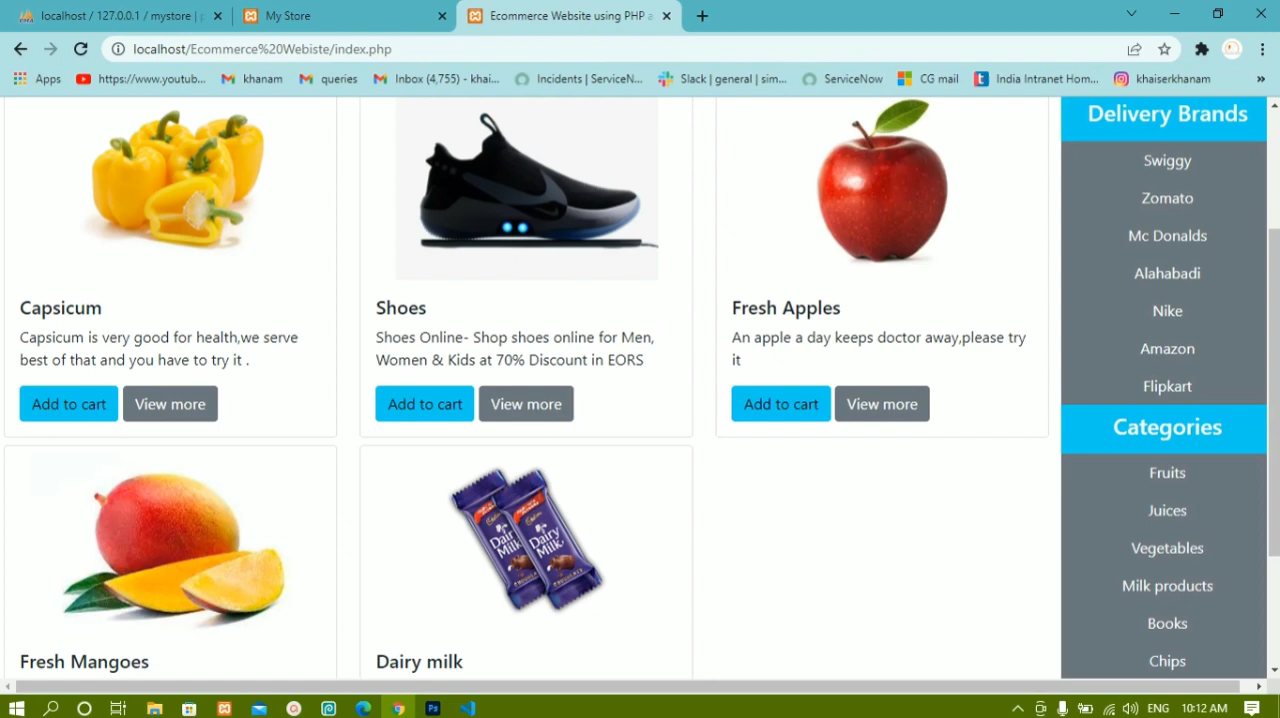 localhost / 127.0.0.1 / mystore | p
My Store
Ecommerce Website using PHP a
localhost/Ecommerce%20Webiste/index.php
Apps
https://www.youtub...
khanam
queries
Inbox (4,755) - khai...
Incidents | ServiceN...
Slack | general | sim...
ServiceNow
CG mail
India Intranet Hom...
khaiserkhanam
»
Capsicum
Capsicum is very good for health,we serve
best of that and you have to try it .
Add to cart
View more
Shoes
Shoes Online- Shop shoes online for Men,
Women & Kids at 70% Discount in EORS
Add to cart
View more
Fresh Apples
An apple a day keeps doctor away,please try
it
Add to cart
View more
Fresh Mangoes
Dairy Milk
Dairy Milk
Dairy milk
Delivery Brands
Swiggy
Zomato
Mc Donalds
Alahabadi
Nike
Amazon
Flipkart
Categories
Fruits
Juices
Vegetables
Milk products
Books
Chips
ENG
10:12 AM